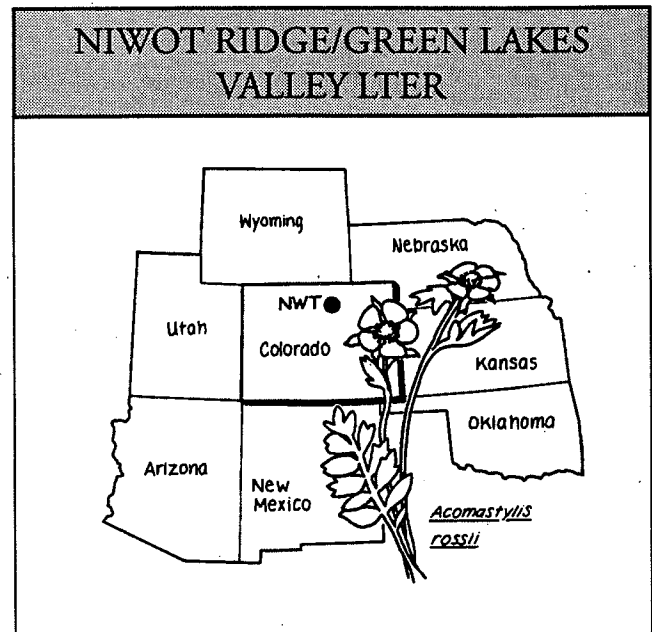 NIWOT RIDGE/GREEN LAKES
VALLEY LTER
Wyoming
Nebraska
NWT
Utah
Colorado
Kansas
Oklahoma
Arizona
New
Mexico
Acomastylis
rossii